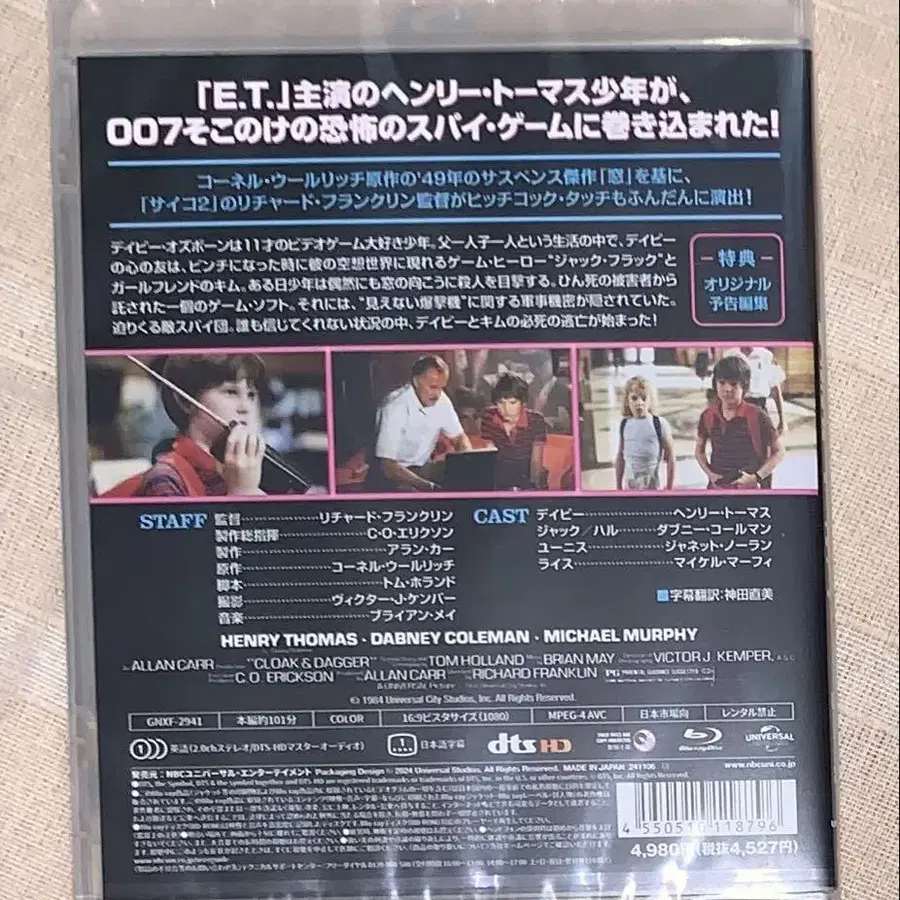 「E.T.」主演のヘンリー・トーマス少年が、
007そこのけの恐怖のスパイ・ゲームに巻き込まれた!
コーネル・ウールリッチ原作の'49年のサスペンス傑作「窓」を基に、
「サイコ2」のリチャード・フランクリン監督がヒッチコック・タッチもふんだんに演出!
デイビー・オズボーンは11才のビデオゲーム大好き少年。父一人子一人という生活の中で、デイビー
の心の友は、ピンチになった時に彼の空想世界に現れるゲーム・ヒーロー“ジャック・フラック”と
ガールフレンドのキム。ある日少年は偶然にも窓の向こうに殺人を目撃する。ひん死の被害者から
託された一個のゲーム・ソフト。それには、“見えない爆撃機”に関する軍事機密が隠されていた。
迫りくる敵スパイ団。誰も信じてくれない状況の中、デイビーとキムの必死の逃亡が始まった!
特典
オリジナル
予告編集
STAFF
監督 リチャード・フランクリン
製作総指揮 C・O・エリクソン
製作 アラン・カー
原作 コーネル・ウールリッチ
脚本 トム・ホランド
撮影 ヴィクター・J・ケンパー
音楽 ブライアン・メイ
CAST
デイビー ヘンリー・トーマス
ジャック/ハル ダブニー・コールマン
ユーニス ジャネット・ノーラン
ライス マイケル・マーフィ
■字幕翻訳:神田直美
HENRY THOMAS・DABNEY COLEMAN・MICHAEL MURPHY
ALLAN CARR "CLOAK & DAGGER" TOM HOLLAND BRIAN MAY VICTOR J. KEMPER, A.S.C.
C. O. ERICKSON ALLAN CARR RICHARD FRANKLIN PG
A UNIVERSAL Picture
© 1984 Universal City Studios, Inc. All Rights Reserved.
GNXF-2941 本編約101分 COLOR 16:9ビスタサイズ(1080) MPEG-4 AVC 日本市場向 レンタル禁止
1 英語(2.0chステレオ/DTS-HDマスターオーディオ) 1 日本語字幕 dts HD Blu-ray Disc UNIVERSAL
発売元:NBCユニバーサル・エンターテイメント Packaging Design © 2024 Universal Studios. All Rights Reserved. MADE IN JAPAN 241106
www.nbcuni.co.jp
4 550516 118796
4,980円(税抜4,527円)